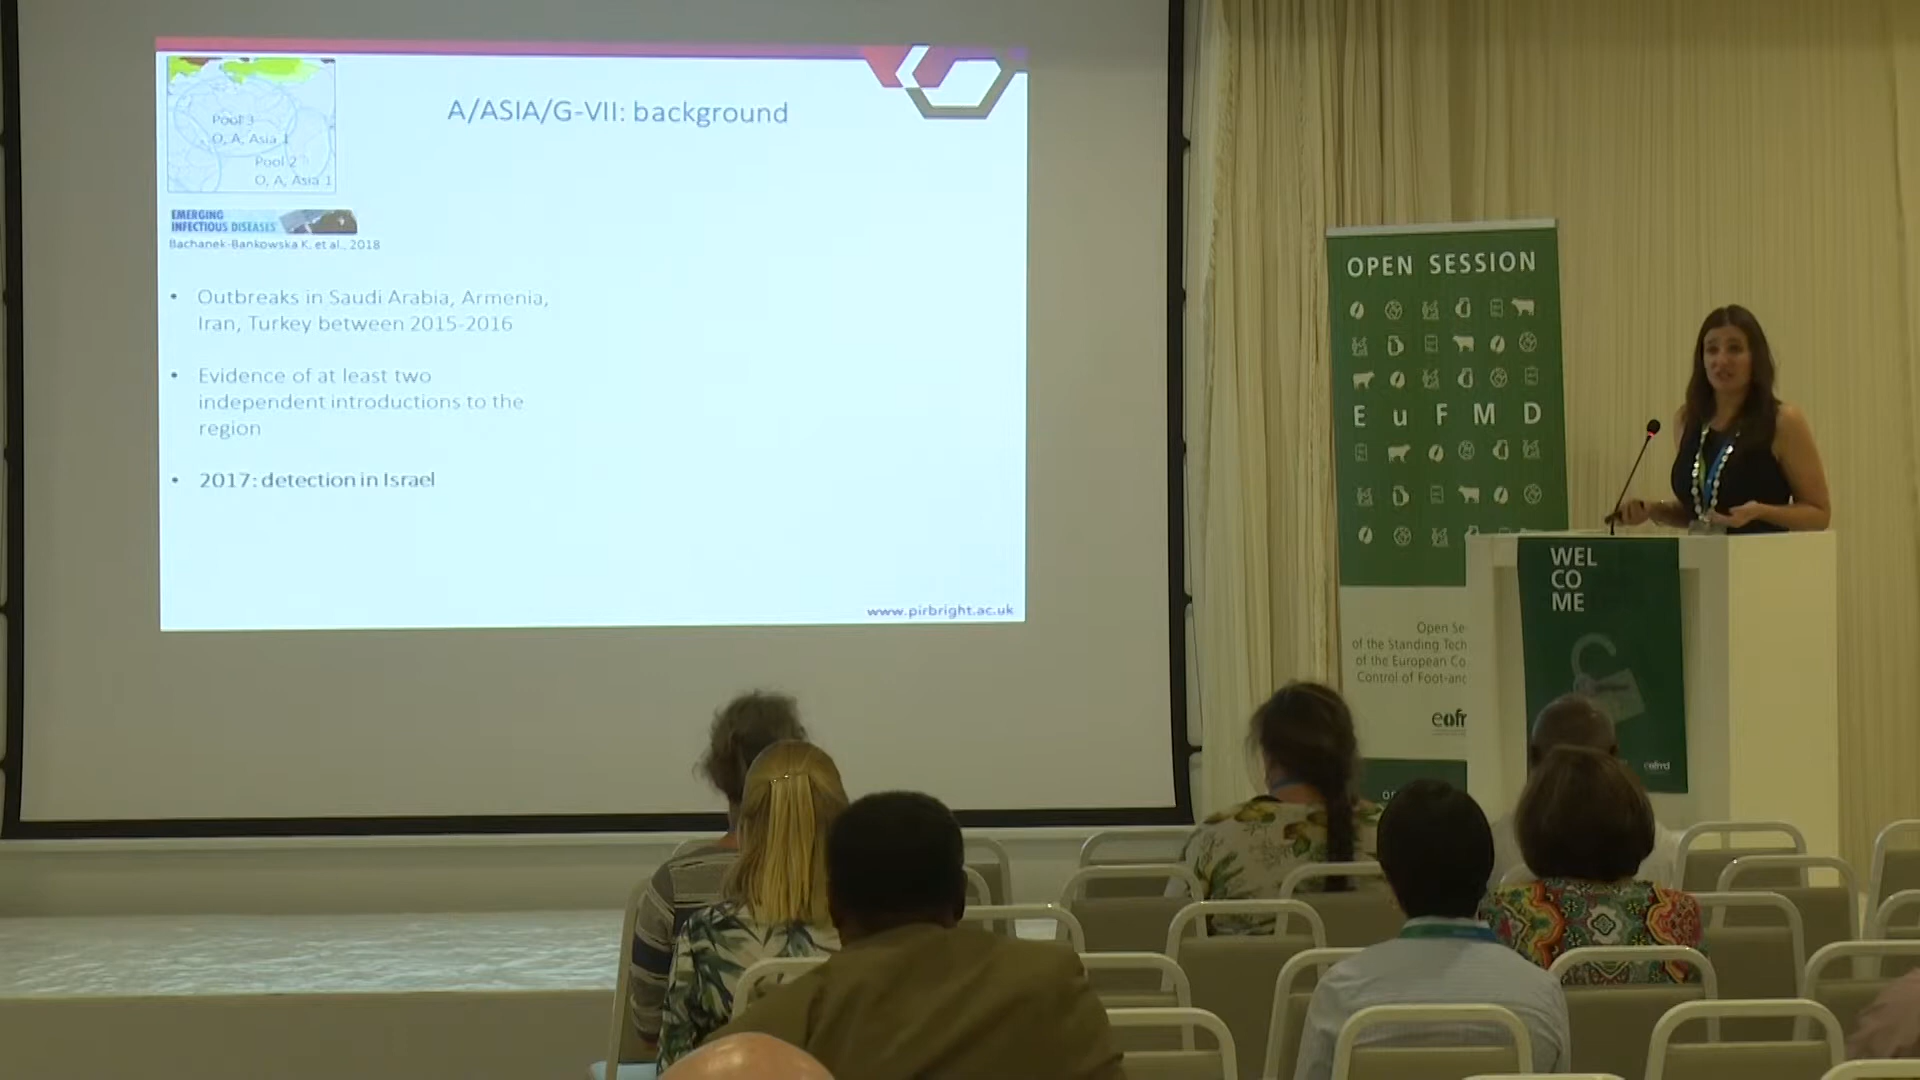 A/ASIA/G-VII: background
Pool 3
O, A, Asia 1
Pool 2
O, A, Asia 1
EMERGING
INFECTIOUS DISEASES
Bachanek-Bankowska K. et al., 2018
• Outbreaks in Saudi Arabia, Armenia,
Iran, Turkey between 2015-2016
• Evidence of at least two
independent introductions to the
region
• 2017: detection in Israel
www.pirbright.ac.uk
OPEN SESSION
E u F M D
Open Se
of the Standing Tech
of the European Co
Control of Foot-and
eofr
WEL
CO
ME
eofmd